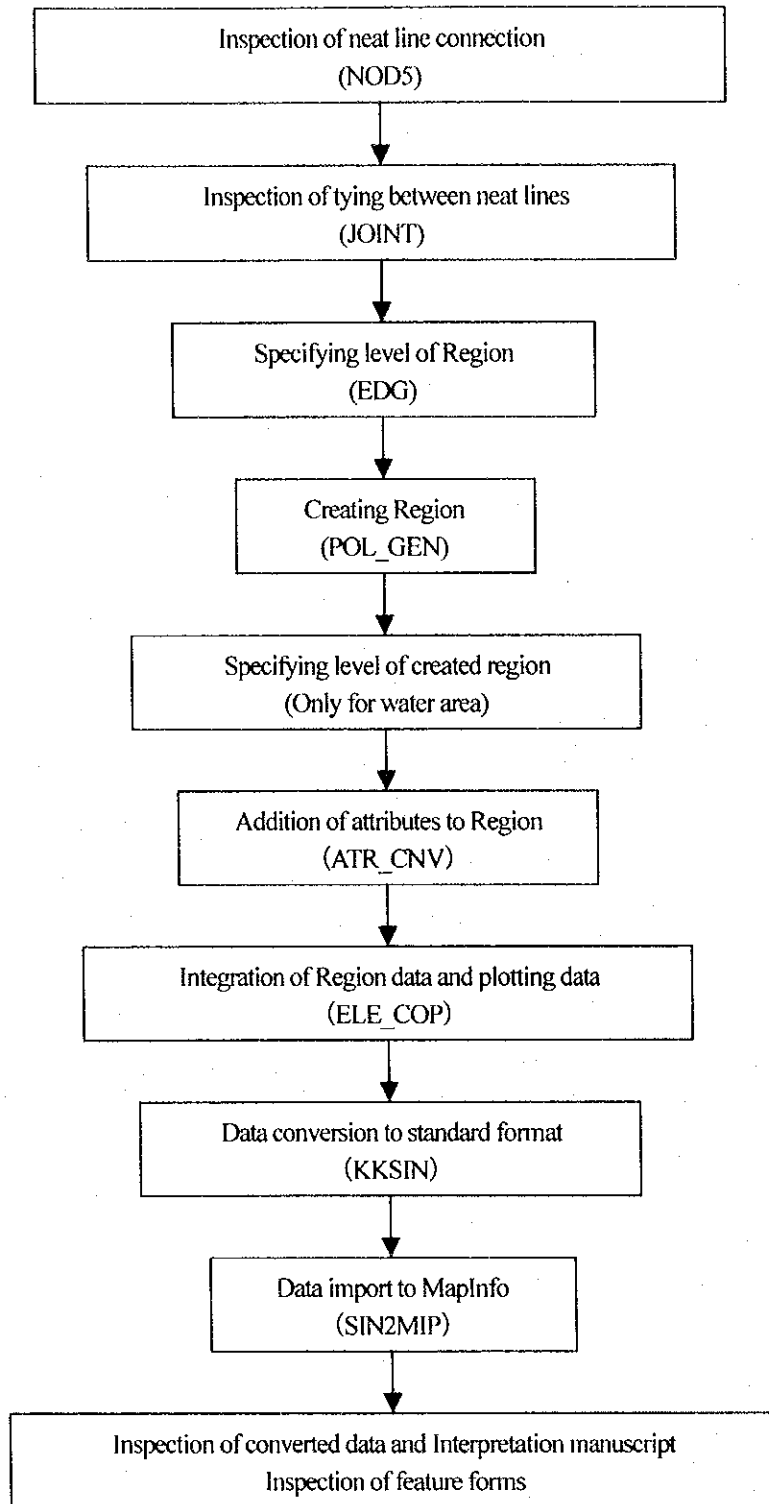 Inspection of neat line connection
(NOD5)
Inspection of tying between neat lines
(JOINT)
Specifying level of Region
(EDG)
Creating Region
(POL_GEN)
Specifying level of created region
(Only for water area)
Addition of attributes to Region
(ATR_CNV)
Integration of Region data and plotting data
(ELE_COP)
Data conversion to standard format
(KKSIN)
Data import to MapInfo
(SIN2MIP)
Inspection of converted data and Interpretation manuscript
Inspection of feature forms